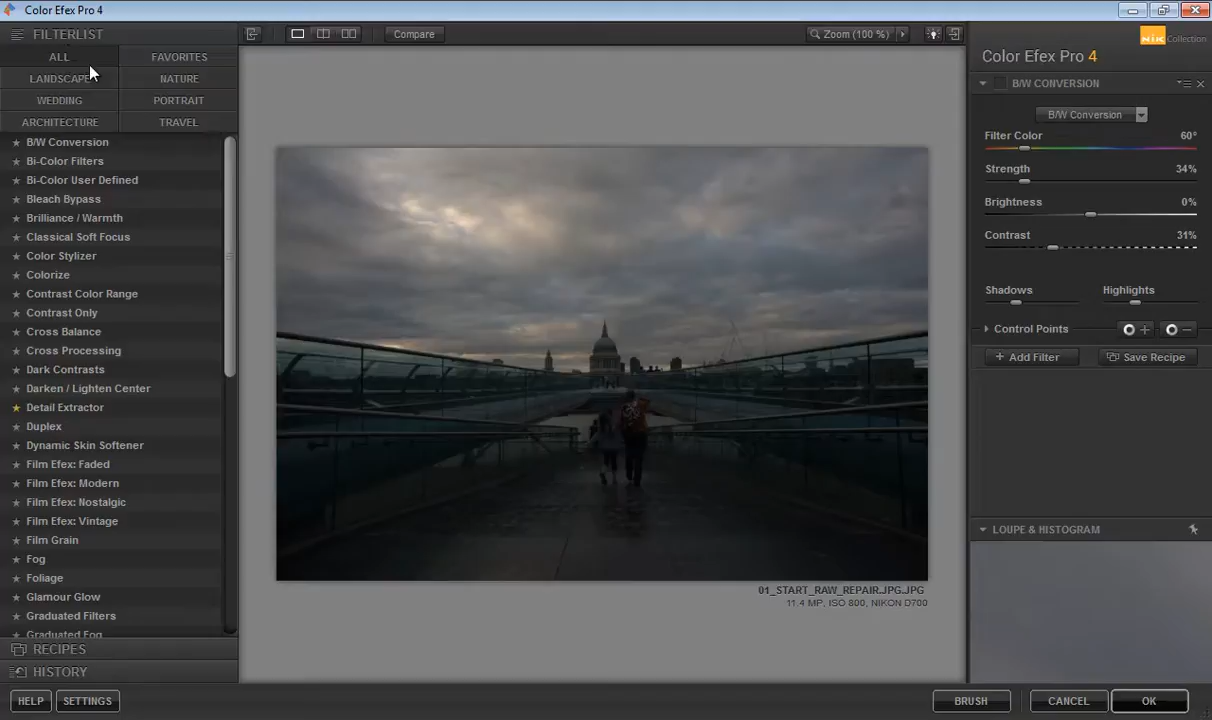 Color Efex Pro 4
FILTERLIST
Compare
Zoom (100 %)
ALL
FAVORITES
LANDSCAPE
NATURE
WEDDING
PORTRAIT
ARCHITECTURE
TRAVEL
B/W Conversion
Bi-Color Filters
Bi-Color User Defined
Bleach Bypass
Brilliance / Warmth
Classical Soft Focus
Color Stylizer
Colorize
Contrast Color Range
Contrast Only
Cross Balance
Cross Processing
Dark Contrasts
Darken / Lighten Center
Detail Extractor
Duplex
Dynamic Skin Softener
Film Efex: Faded
Film Efex: Modern
Film Efex: Nostalgic
Film Efex: Vintage
Film Grain
Fog
Foliage
Glamour Glow
Graduated Filters
Graduated Fog
RECIPES
HISTORY
HELP
SETTINGS
01_START_RAW_REPAIR.JPG.JPG
11.4 MP, ISO 800, NIKON D700
Nik Collection
Color Efex Pro 4
B/W CONVERSION
B/W Conversion
Filter Color 60°
Strength 34%
Brightness 0%
Contrast 31%
Shadows Highlights
Control Points + −
+ Add Filter
Save Recipe
LOUPE & HISTOGRAM
BRUSH
CANCEL
OK